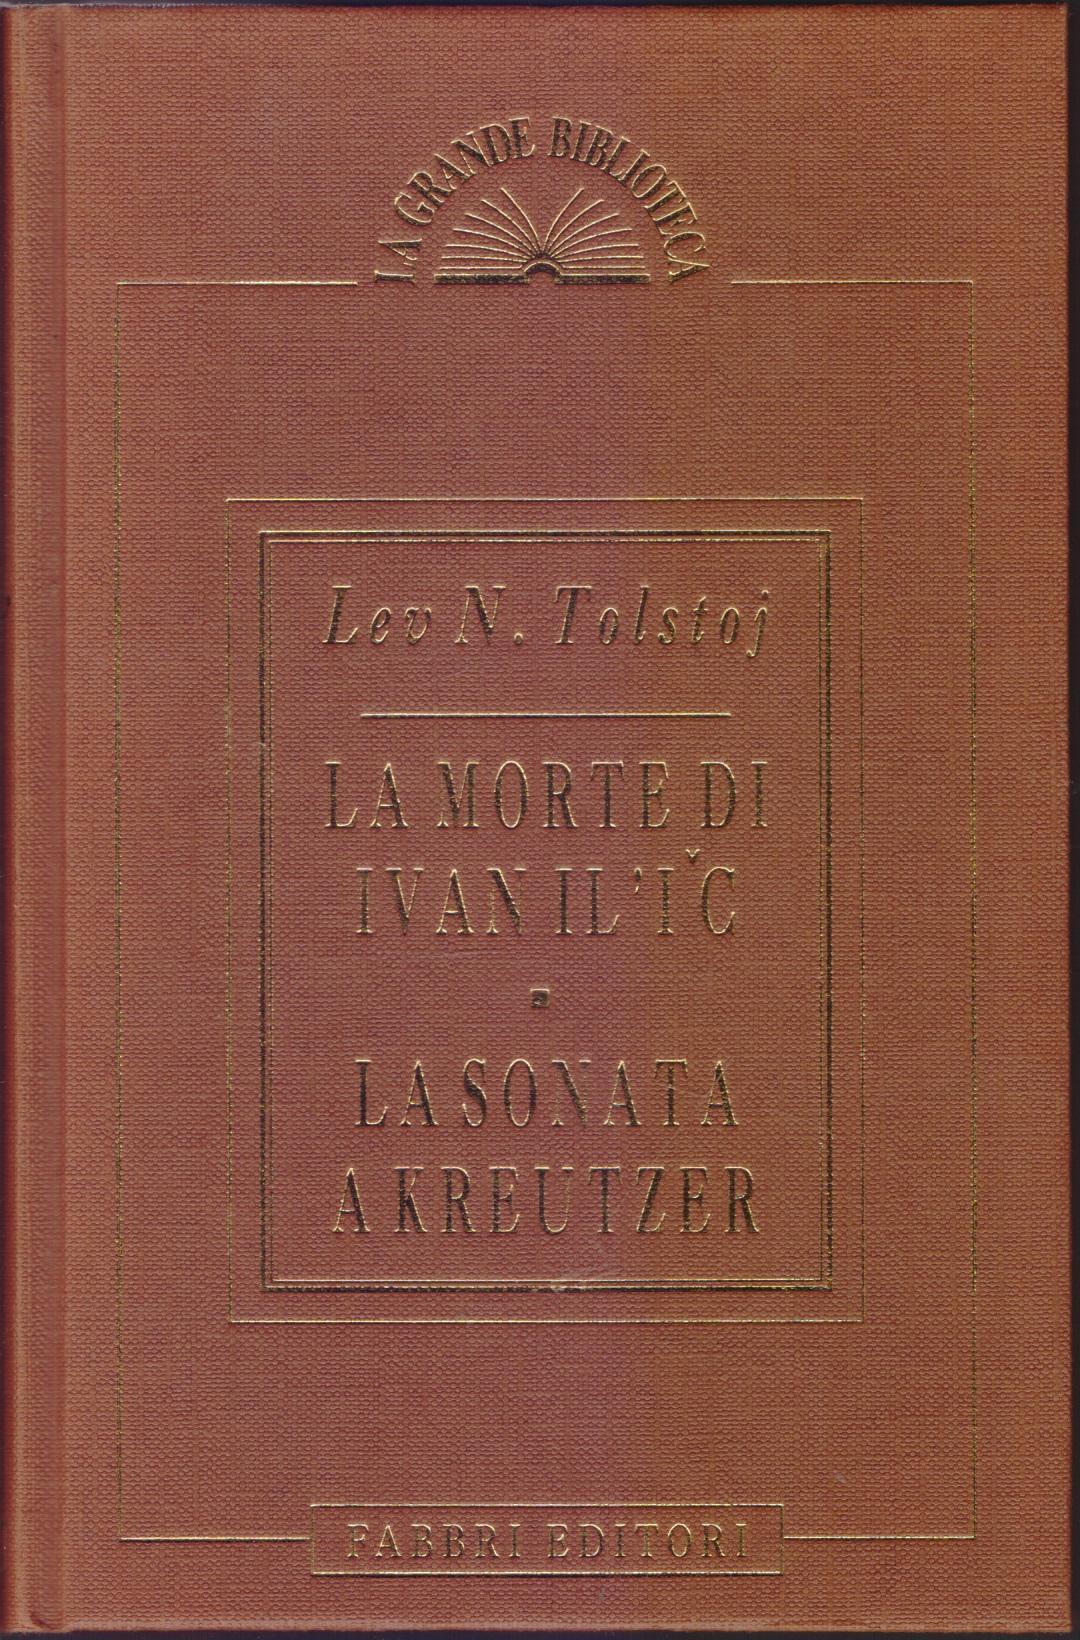 LA GRANDE BIBLIOTECA
Lev N. Tolstoj
LA MORTE DI
IVAN IL'IČ
LA SONATA
A KREUTZER
FABBRI EDITORI